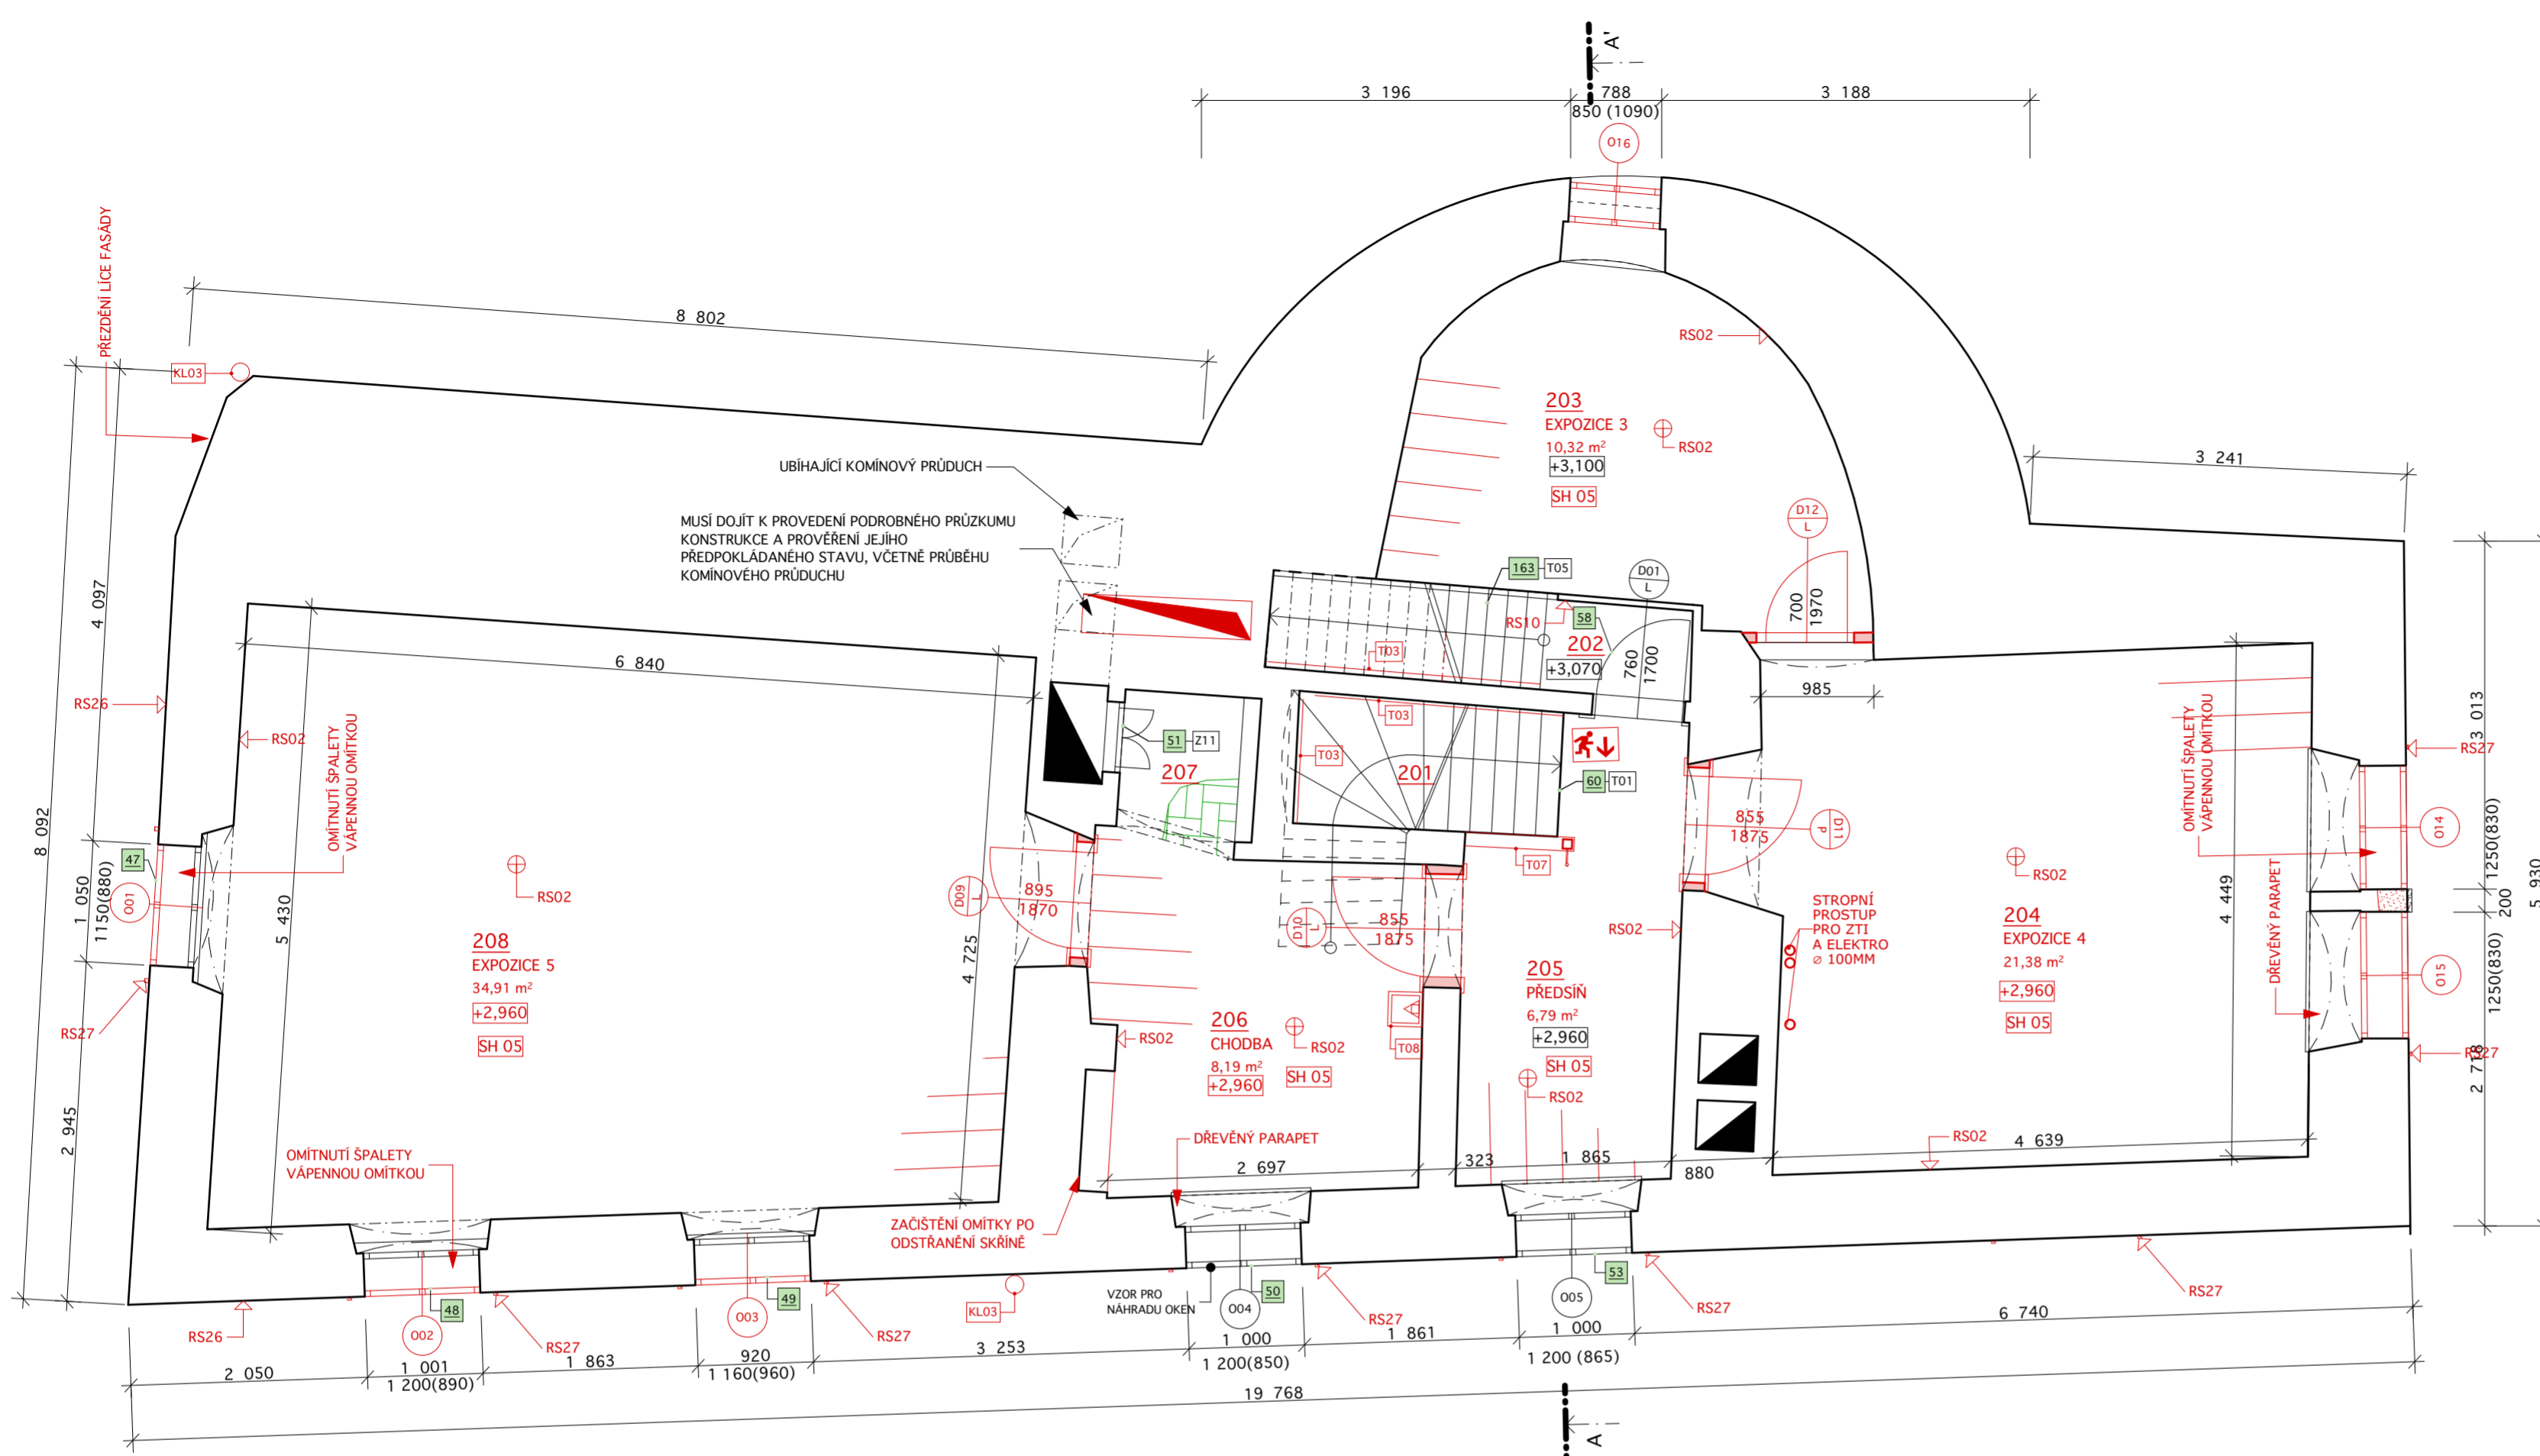 A'
3 196
788
3 188
850 (1090)
O16
PŘEZDĚNÍ LÍCE FASÁDY
KL03
8 802
RS02
203
EXPOZICE 3
10,32 m²
+3,100
SH 05
RS02
3 241
UBÍHAJÍCÍ KOMÍNOVÝ PRŮDUCH
MUSÍ DOJÍT K PROVEDENÍ PODROBNÉHO PRŮZKUMU
KONSTRUKCE A PROVĚŘENÍ JEJÍHO
PŘEDPOKLÁDANÉHO STAVU, VČETNĚ PRŮBĚHU
KOMÍNOVÉHO PRŮDUCHU
D12
L
700
1970
163
T05
D01
L
58
RS10
202
+3,070
760
1700
T03
T03
T03
201
60
T01
985
4 097
8 092
6 840
RS26
RS02
OMÍTNUTÍ ŠPALETY
VÁPENNOU OMÍTKOU
51
Z11
207
3 013
OMÍTNUTÍ ŠPALETY
VÁPENNOU OMÍTKOU
RS27
47
O01
1 050
1150(880)
5 430
RS02
208
EXPOZICE 5
34,91 m²
+2,960
SH 05
RS27
4 725
D09
L
895
1870
D10
L
855
1875
T07
855
1875
D11
P
RS02
O14
1250(830)
200
5 930
4 449
DŘEVĚNÝ PARAPET
STROPNÍ
PROSTUP
PRO ZTI
A ELEKTRO
⌀ 100MM
204
EXPOZICE 4
21,38 m²
+2,960
SH 05
O15
1250(830)
RS27
2 718
RS02
205
PŘEDSÍŇ
6,79 m²
+2,960
SH 05
RS02
206
CHODBA
8,19 m²
+2,960
SH 05
RS02
RS02
T08
2 945
OMÍTNUTÍ ŠPALETY
VÁPENNOU OMÍTKOU
DŘEVĚNÝ PARAPET
2 697
323
1 865
880
RS02
4 639
ZAČIŠTĚNÍ OMÍTKY PO
ODSTŘANĚNÍ SKŘÍNĚ
RS26
48
O02
RS27
49
O03
RS27
KL03
VZOR PRO
NÁHRADU OKEN
O04
50
RS27
O05
53
RS27
RS27
2 050
1 001
1 200(890)
1 863
920
1 160(960)
3 253
1 000
1 200(850)
1 861
1 000
1 200 (865)
6 740
19 768
A